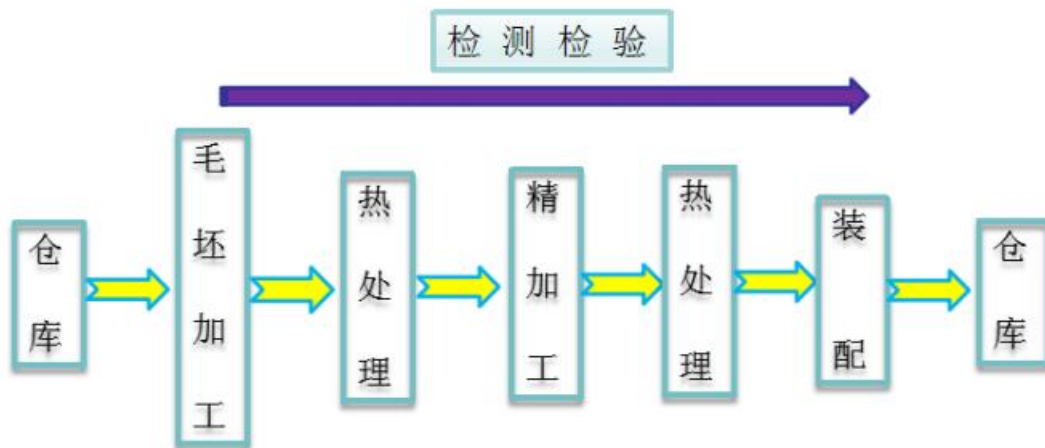 检测检验
仓库
毛坯加工
热处理
精加工
热处理
装配
仓库